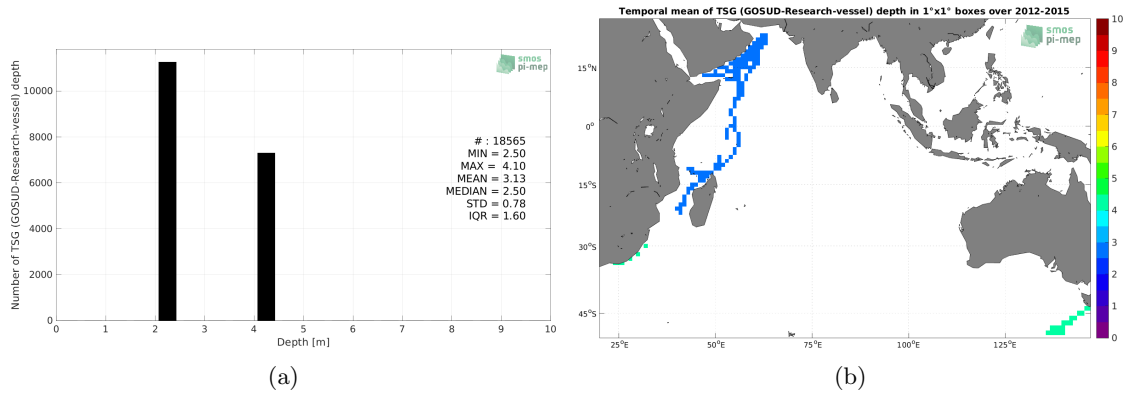 Temporal mean of TSG (GOSUD-Research-vessel) depth in 1°x1° boxes over 2012-2015
smos
pi-mep
Number of TSG (GOSUD-Research-vessel) depth
10000
8000
6000
4000
2000
0
# : 18565
MIN = 2.50
MAX = 4.10
MEAN = 3.13
MEDIAN = 2.50
STD = 0.78
IQR = 1.60
0 1 2 3 4 5 6 7 8 9 10
Depth [m]
(a)
smos
pi-mep
15°N
0°
15°S
30°S
45°S
25°E 50°E 75°E 100°E 125°E
10
9
8
7
6
5
4
3
2
1
0
(b)